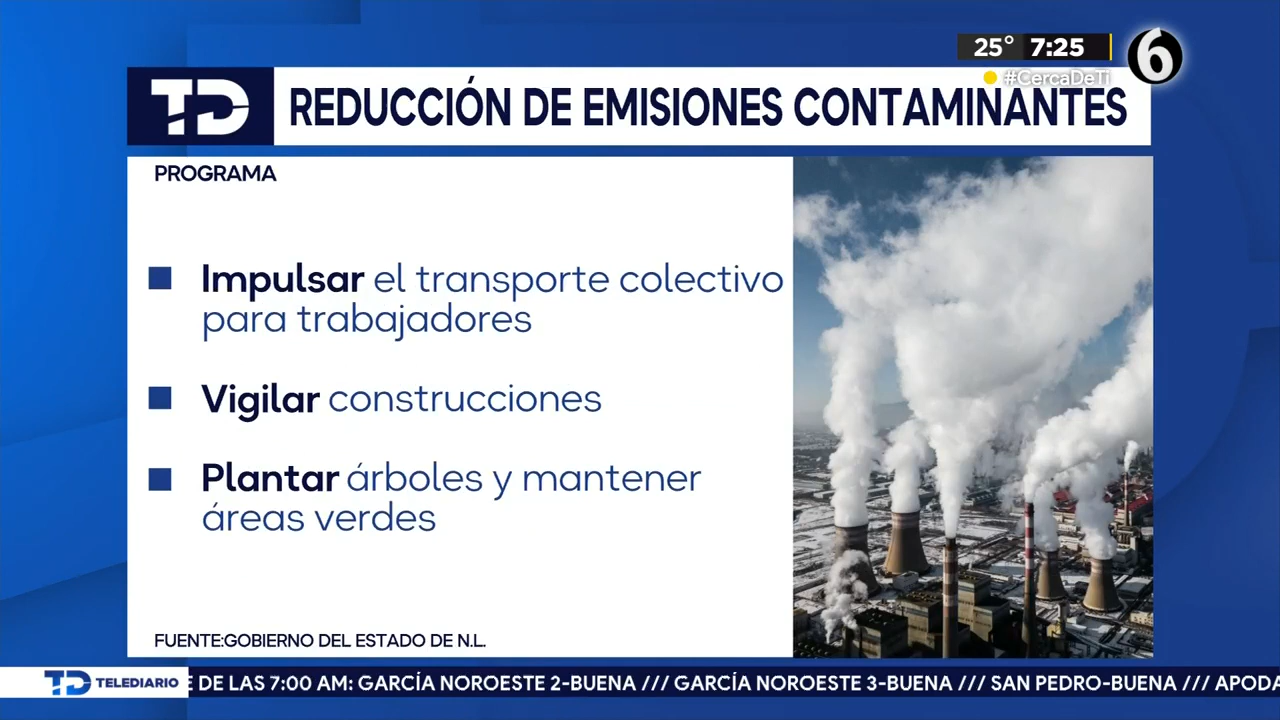 25° 7:25
6
#CercaDeTi
TD REDUCCIÓN DE EMISIONES CONTAMINANTES
PROGRAMA
Impulsar el transporte colectivo
para trabajadores
Vigilar construcciones
Plantar árboles y mantener
áreas verdes
FUENTE:GOBIERNO DEL ESTADO DE N.L.
TD TELEDIARIO E DE LAS 7:00 AM: GARCÍA NOROESTE 2-BUENA /// GARCÍA NOROESTE 3-BUENA /// SAN PEDRO-BUENA /// APODA